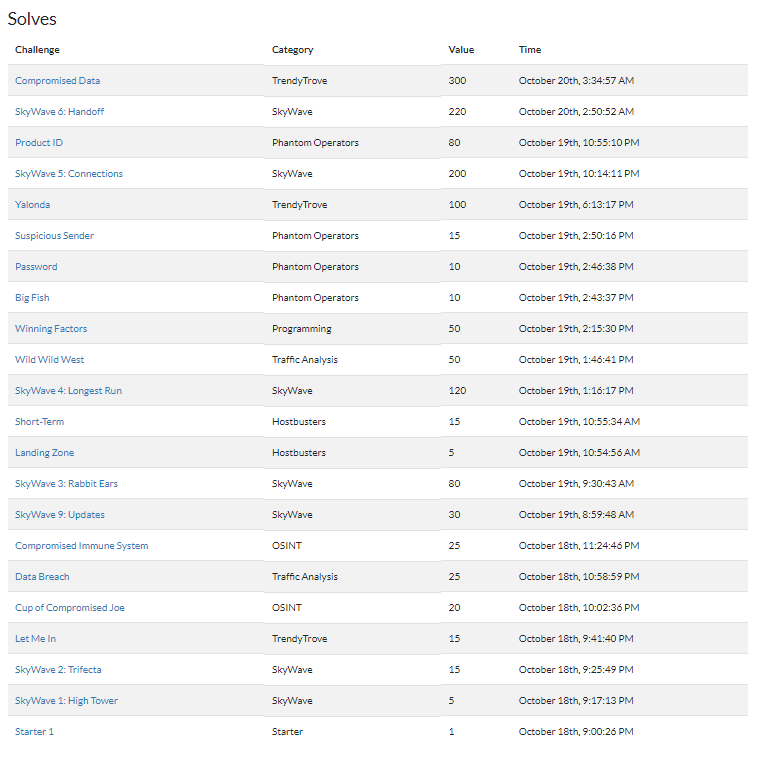 Solves
Challenge Category Value Time
Compromised Data TrendyTrove 300 October 20th, 3:34:57 AM
SkyWave 6: Handoff SkyWave 220 October 20th, 2:50:52 AM
Product ID Phantom Operators 80 October 19th, 10:55:10 PM
SkyWave 5: Connections SkyWave 200 October 19th, 10:14:11 PM
Yalonda TrendyTrove 100 October 19th, 6:13:17 PM
Suspicious Sender Phantom Operators 15 October 19th, 2:50:16 PM
Password Phantom Operators 10 October 19th, 2:46:38 PM
Big Fish Phantom Operators 10 October 19th, 2:43:37 PM
Winning Factors Programming 50 October 19th, 2:15:30 PM
Wild Wild West Traffic Analysis 50 October 19th, 1:46:41 PM
SkyWave 4: Longest Run SkyWave 120 October 19th, 1:16:17 PM
Short-Term Hostbusters 15 October 19th, 10:55:34 AM
Landing Zone Hostbusters 5 October 19th, 10:54:56 AM
SkyWave 3: Rabbit Ears SkyWave 80 October 19th, 9:30:43 AM
SkyWave 9: Updates SkyWave 30 October 19th, 8:59:48 AM
Compromised Immune System OSINT 25 October 18th, 11:24:46 PM
Data Breach Traffic Analysis 25 October 18th, 10:58:59 PM
Cup of Compromised Joe OSINT 20 October 18th, 10:02:36 PM
Let Me In TrendyTrove 15 October 18th, 9:41:40 PM
SkyWave 2: Trifecta SkyWave 15 October 18th, 9:25:49 PM
SkyWave 1: High Tower SkyWave 5 October 18th, 9:17:13 PM
Starter 1 Starter 1 October 18th, 9:00:26 PM